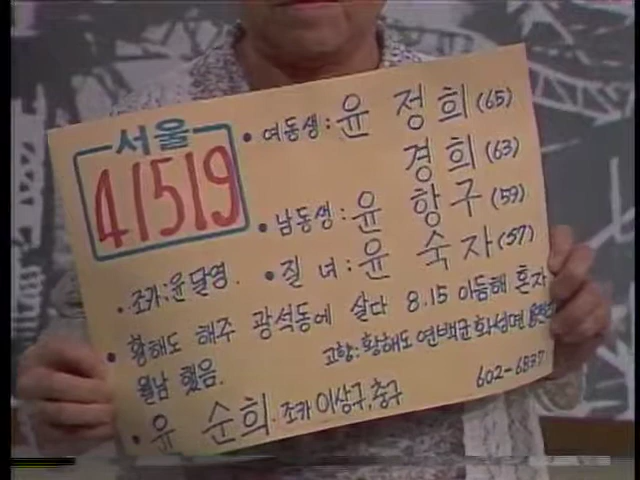 서울
41519
• 여동생: 윤 정희 (65)
경희 (63)
• 남동생: 윤 항구 (59)
• 조카: 윤달영. • 질녀: 윤 숙자 (57)
• 황해도 해주 광석동에 살다 8.15 이듬해 혼자
월남 했음. 고향: 황해도 연백군 화성면
• 윤 순희. 조카 이상구, 창구 602-6837